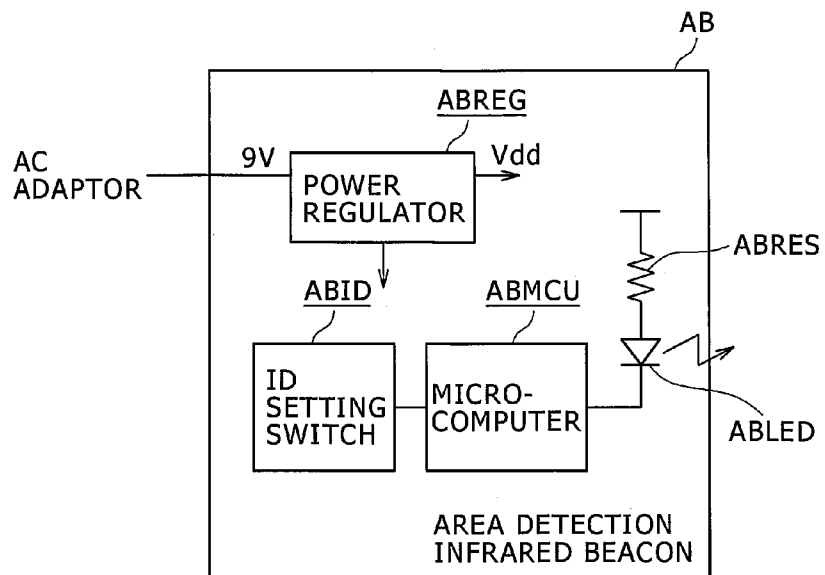 AB
ABREG
AC
ADAPTOR
9V
Vdd
POWER
REGULATOR
ABRES
ABID
ABMCU
ID
SETTING
SWITCH
MICRO-
COMPUTER
ABLED
AREA DETECTION
INFRARED BEACON